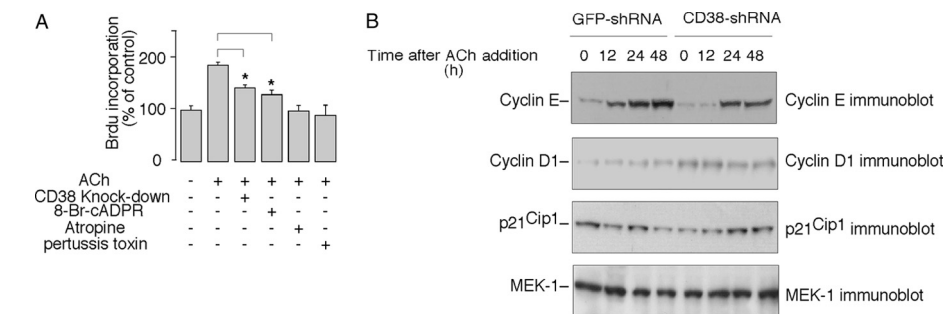 A
Brdu incorporation
(% of control)
200
100
0
* *
ACh - + + + + +
CD38 Knock-down +
8-Br-cADPR +
Atropine +
pertussis toxin +
B
GFP-shRNA CD38-shRNA
Time after ACh addition
(h)
0 12 24 48 0 12 24 48
Cyclin E– Cyclin E immunoblot
Cyclin D1– Cyclin D1 immunoblot
p21Cip1– p21Cip1 immunoblot
MEK-1– MEK-1 immunoblot